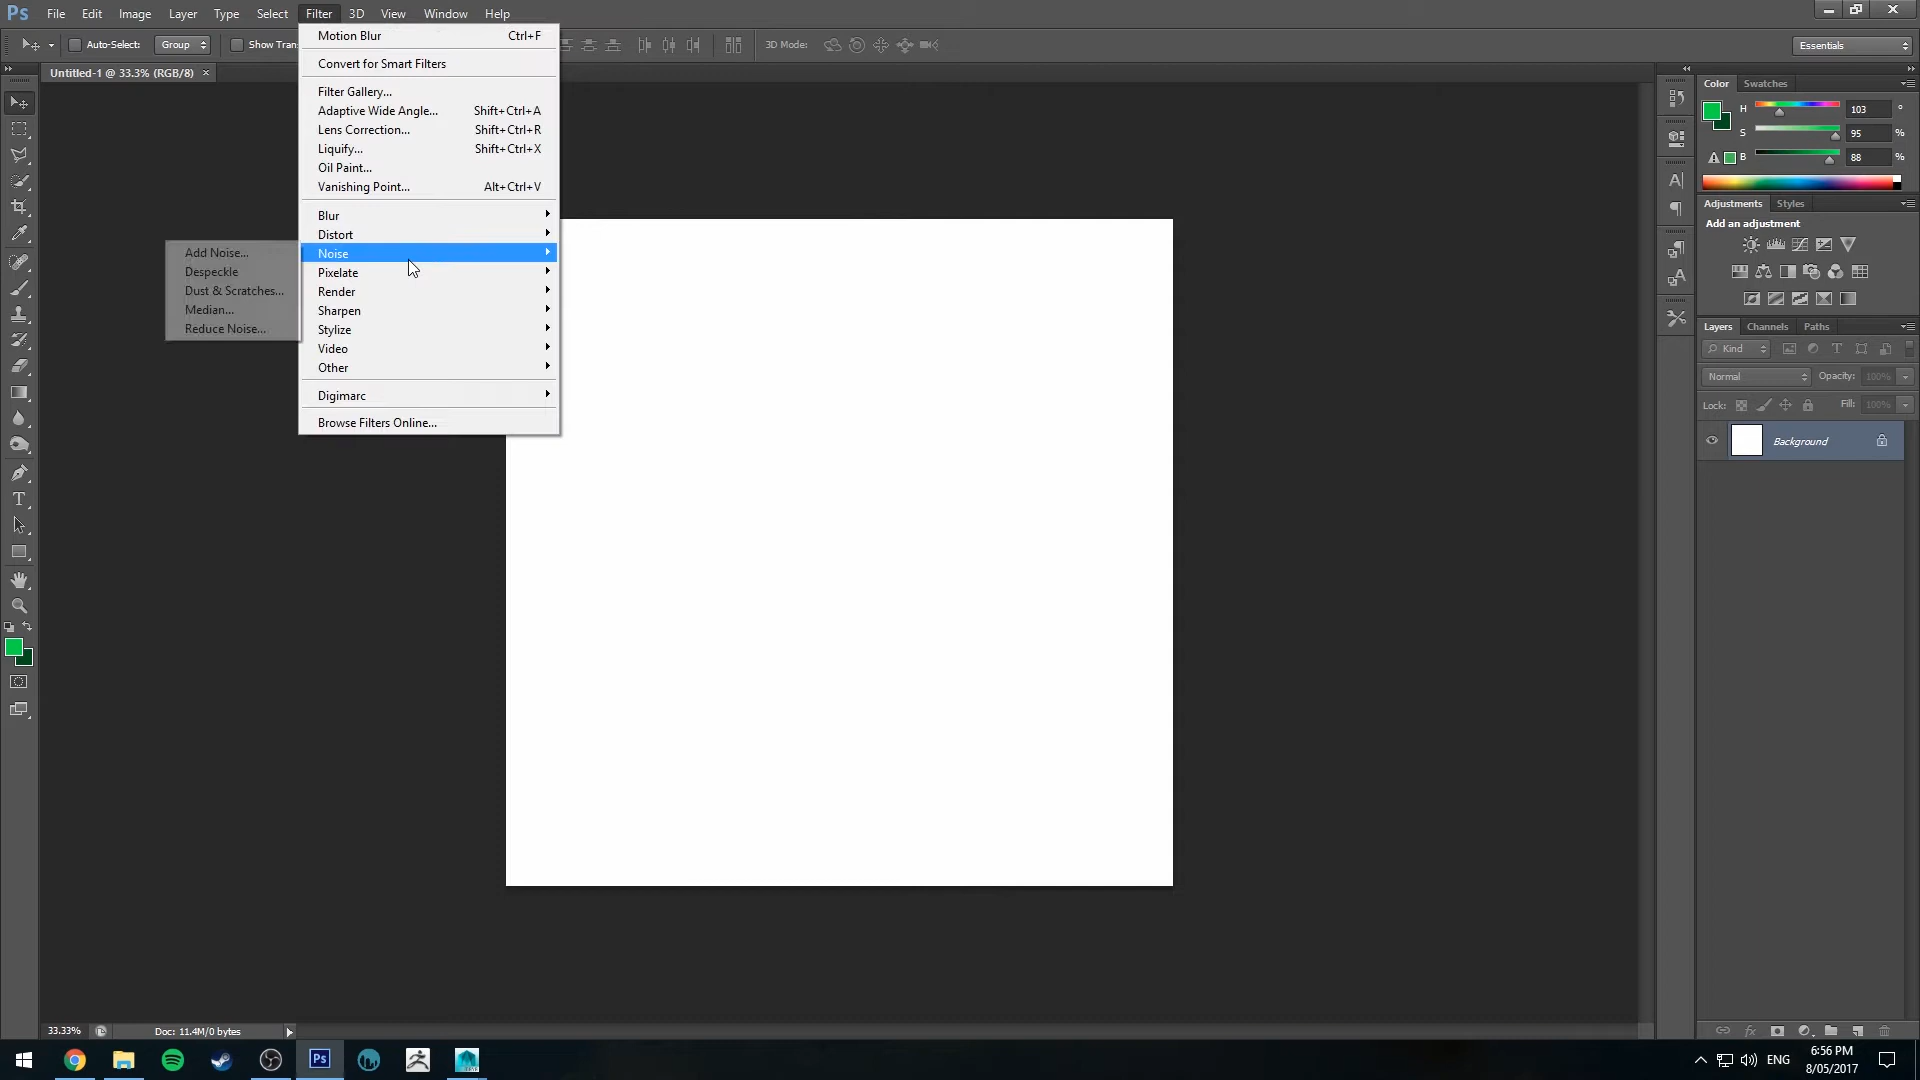 Ps File Edit Image Layer Type Select Filter 3D View Window Help
Auto-Select: Group Show Tran 3D Mode: Essentials
Untitled-1 @ 33.3% (RGB/8) ×
Motion Blur Ctrl+F
Convert for Smart Filters
Filter Gallery...
Adaptive Wide Angle... Shift+Ctrl+A
Lens Correction... Shift+Ctrl+R
Liquify... Shift+Ctrl+X
Oil Paint...
Vanishing Point... Alt+Ctrl+V
Blur
Distort
Noise
Pixelate
Render
Sharpen
Stylize
Video
Other
Digimarc
Browse Filters Online...
Add Noise...
Despeckle
Dust & Scratches...
Median...
Reduce Noise...
Color Swatches
H 103 °
S 95 %
B 88 %
Adjustments Styles
Add an adjustment
Layers Channels Paths
Kind
Normal Opacity: 100%
Lock: Fill: 100%
Background
33.33% Doc: 11.4M/0 bytes
Ps ENG 6:56 PM
8/05/2017